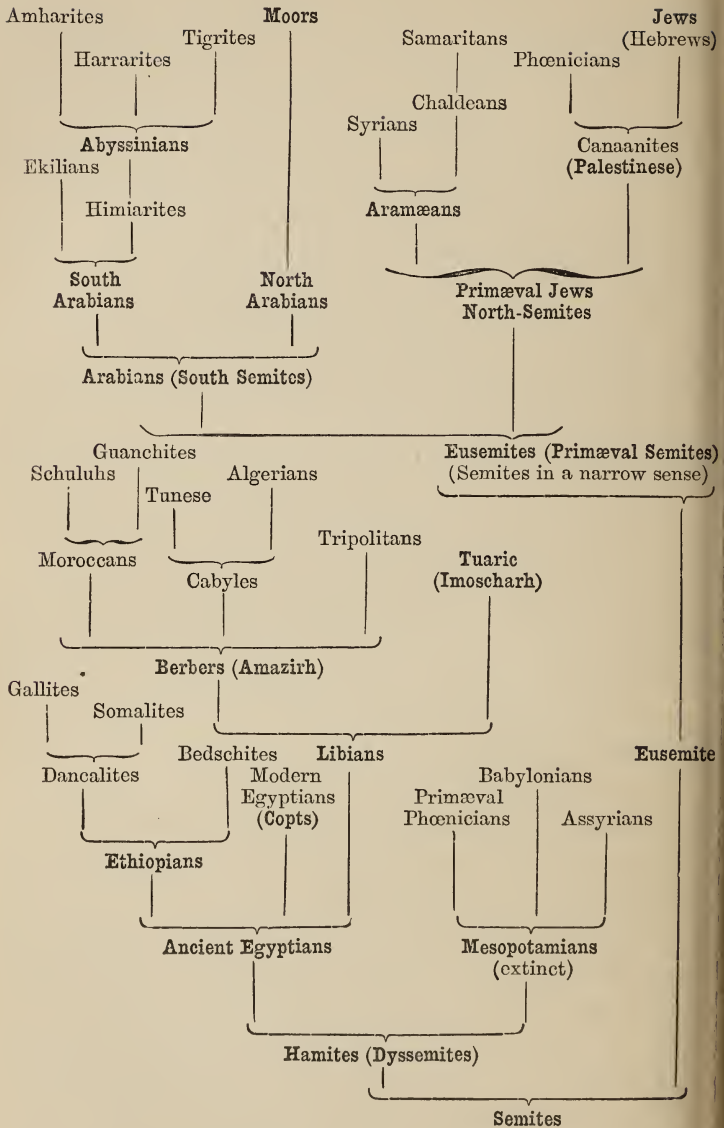 Amharites
Moors
Jews
(Hebrews)
Tigrites
Samaritans
Harrarites
Phœnicians
Chaldeans
Syrians
Abyssinians
Canaanites
(Palestinese)
Ekilians
Himiarites
Aramæans
South
Arabians
North
Arabians
Primæval Jews
North-Semites
Arabians (South Semites)
Guanchites
Eusemites (Primæval Semites)
(Semites in a narrow sense)
Schuluhs
Algerians
Tunese
Tripolitans
Moroccans
Cabyles
Tuaric
(Imoscharh)
Berbers (Amazirh)
Gallites
Somalites
Bedschites
Libians
Eusemite
Dancalites
Modern
Egyptians
(Copts)
Babylonians
Primæval
Phœnicians
Assyrians
Ethiopians
Ancient Egyptians
Mesopotamians
(extinct)
Hamites (Dyssemites)
Semites